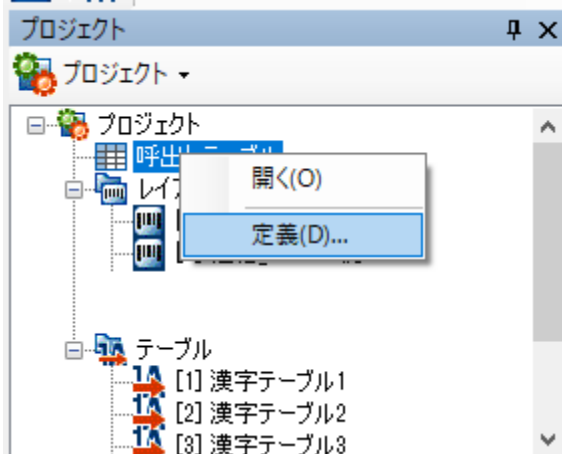 プロジェクト
プロジェクト
プロジェクト
開く(O)
定義(D)...
テーブル
[1] 漢字テーブル1
[2] 漢字テーブル2
[3] 漢字テーブル3